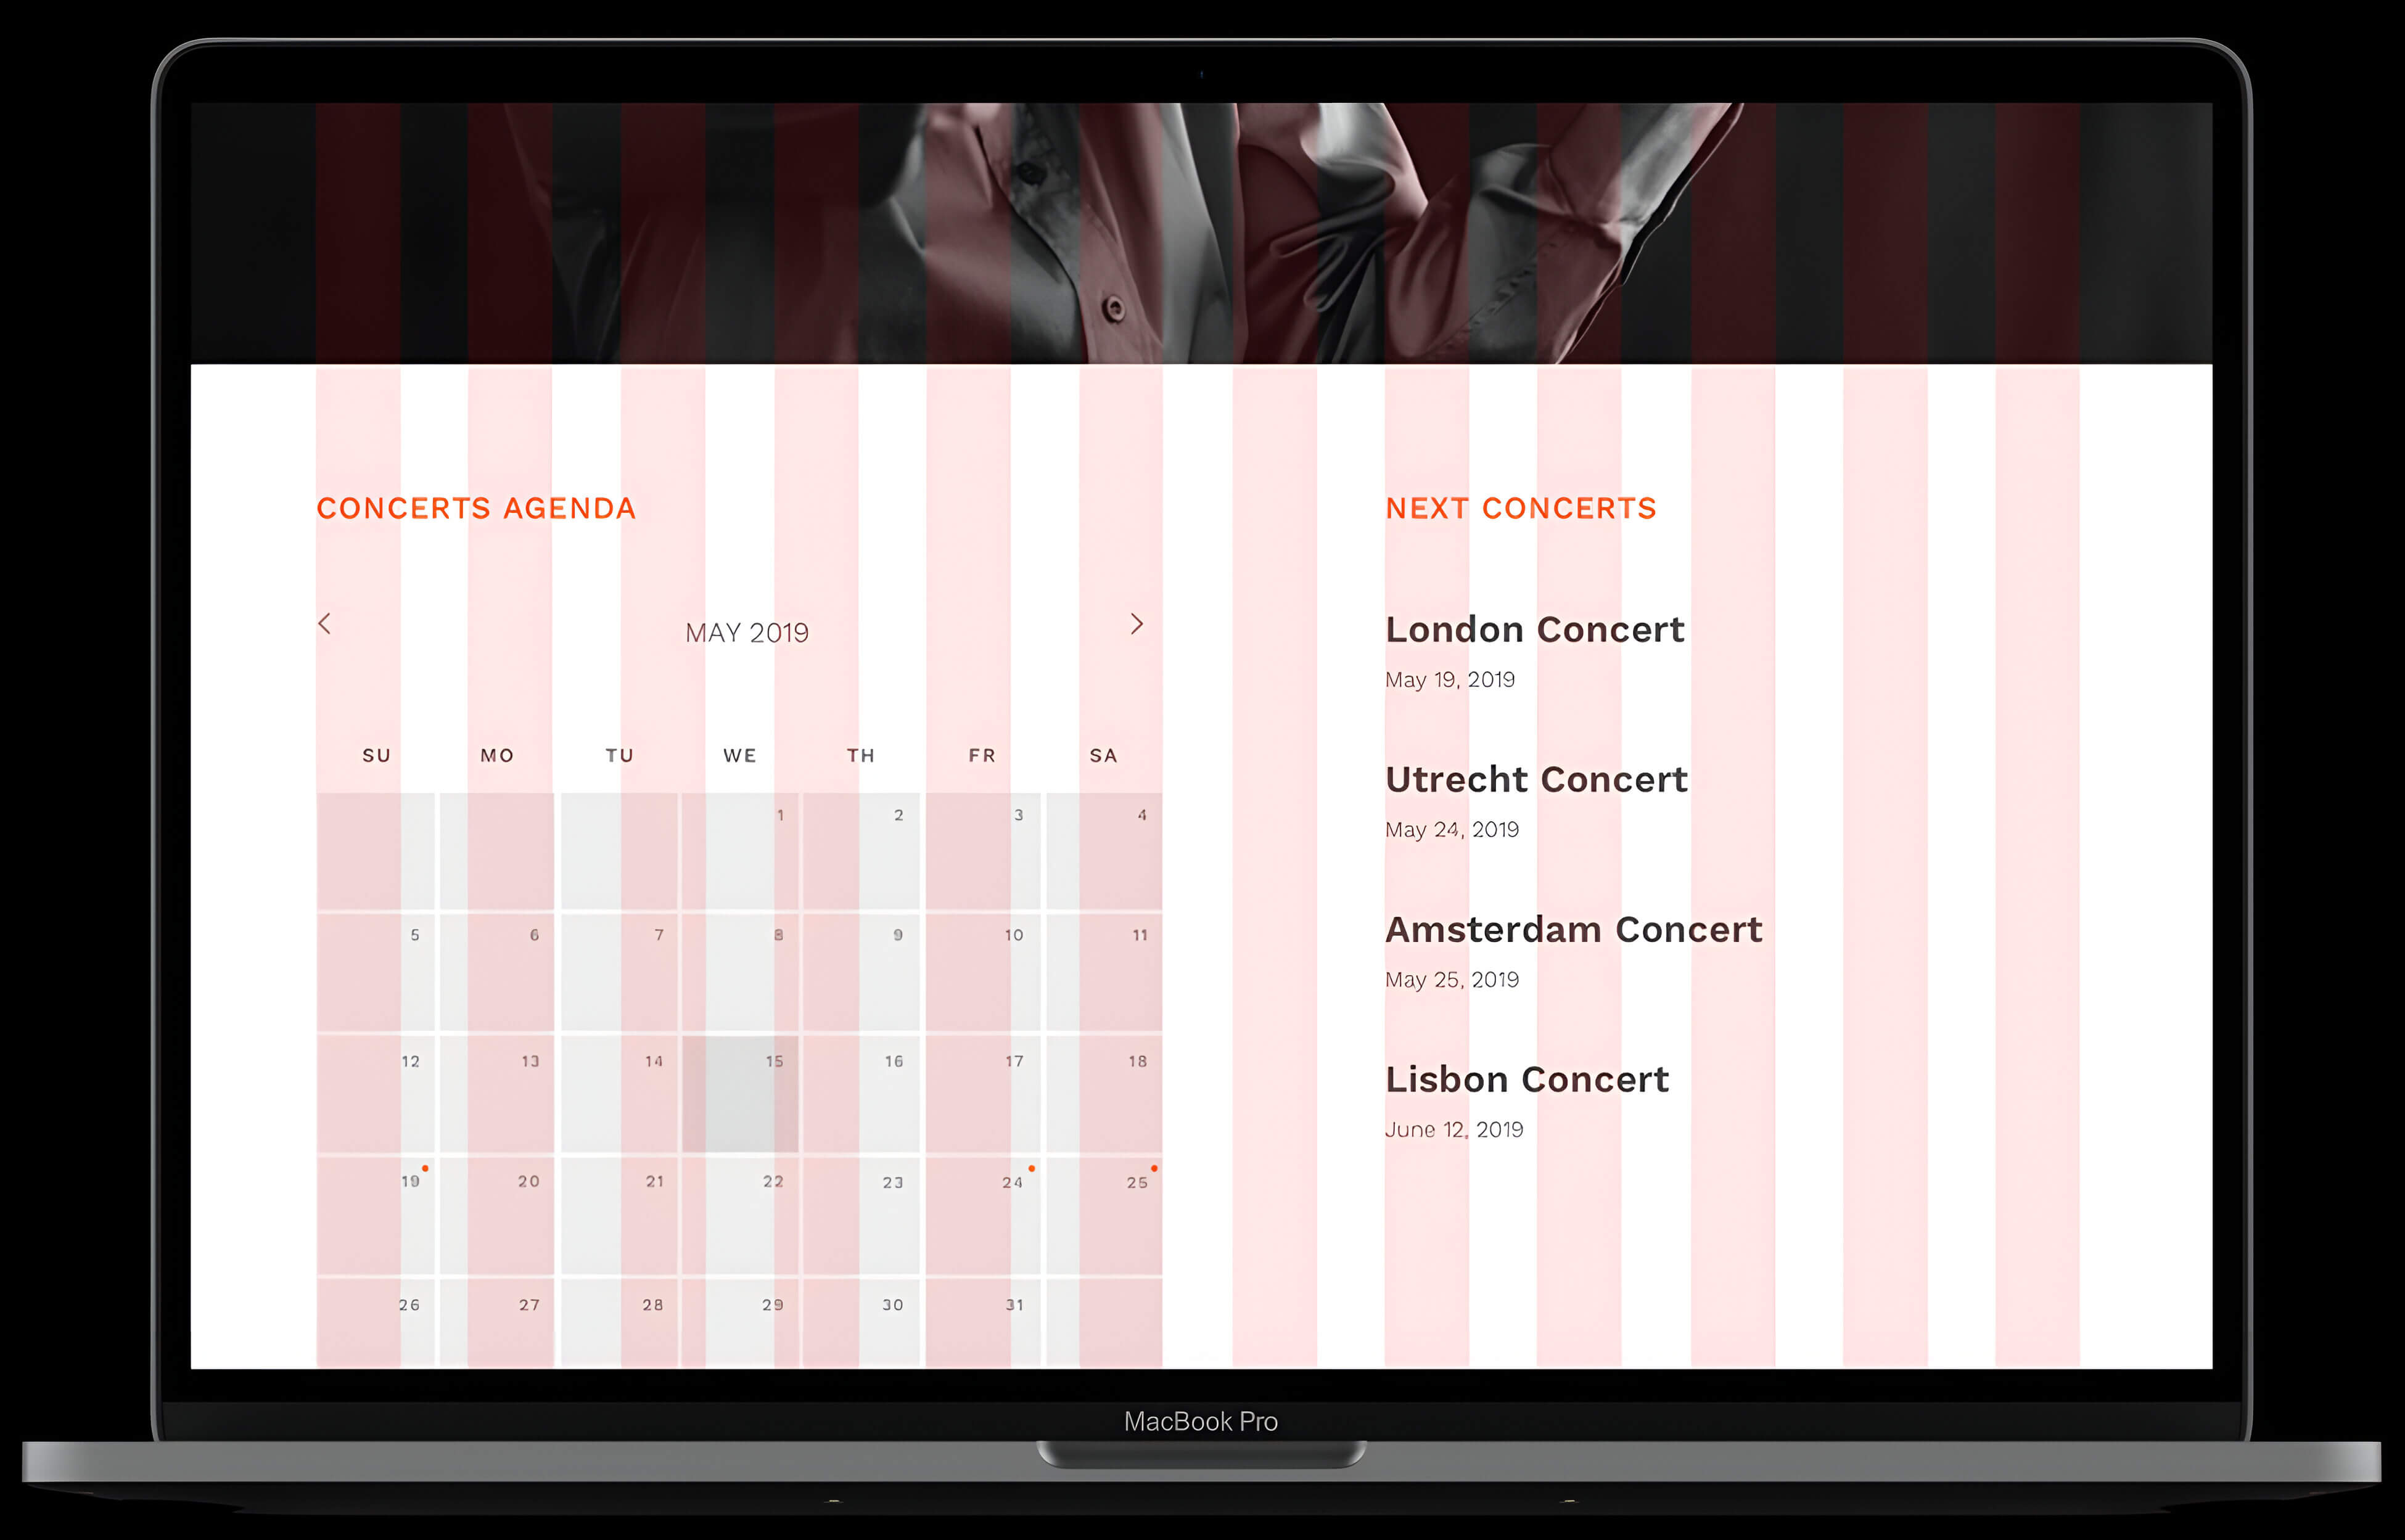 CONCERTS AGENDA
MAY 2019
SU MO TU WE TH FR SA
1 2 3 4
5 6 7 8 9 10 11
12 13 14 15 16 17 18
19 20 21 22 23 24 25
26 27 28 29 30 31
NEXT CONCERTS
London Concert
May 19, 2019
Utrecht Concert
May 24, 2019
Amsterdam Concert
May 25, 2019
Lisbon Concert
June 12, 2019
MacBook Pro